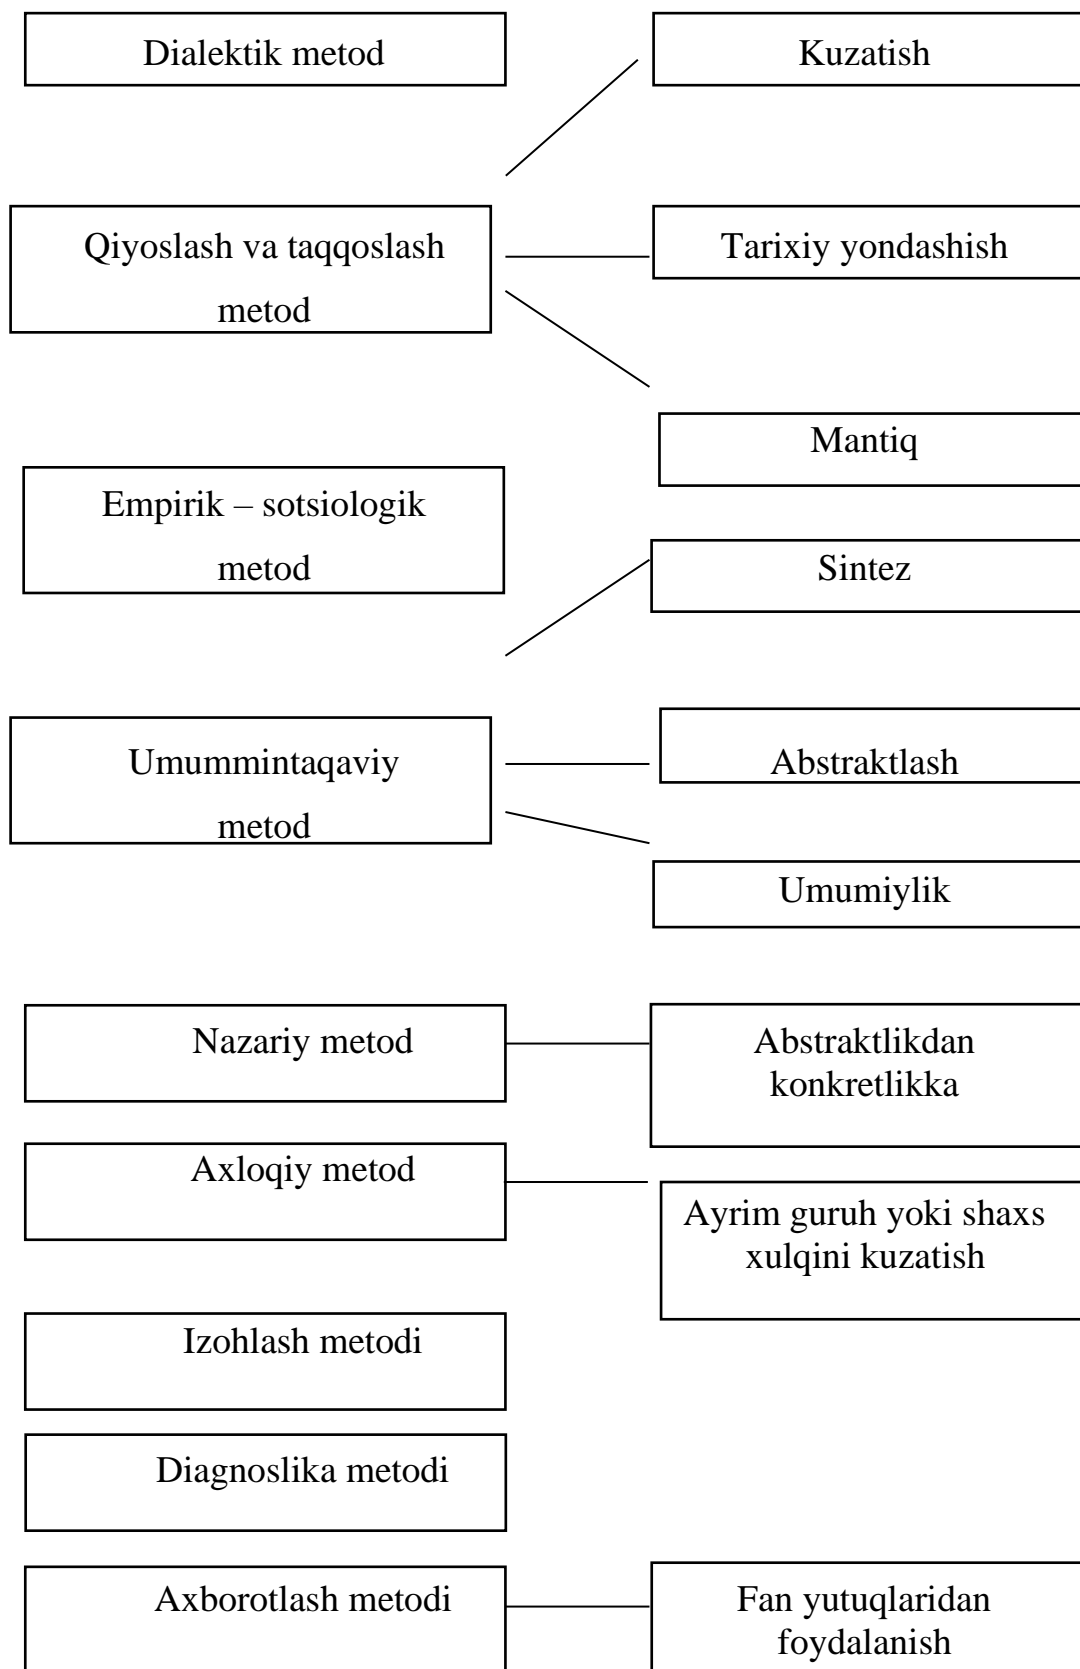 Dialektik metod
Kuzatish
Qiyoslash va taqqoslash
metod
Tarixiy yondashish
Mantiq
Empirik – sotsiologik
metod
Sintez
Umummintaqaviy
metod
Abstraktlash
Umumiylik
Nazariy metod
Abstraktlikdan
konkretlikka
Axloqiy metod
Ayrim guruh yoki shaxs
xulqini kuzatish
Izohlash metodi
Diagnoslika metodi
Axborotlash metodi
Fan yutuqlaridan
foydalanish